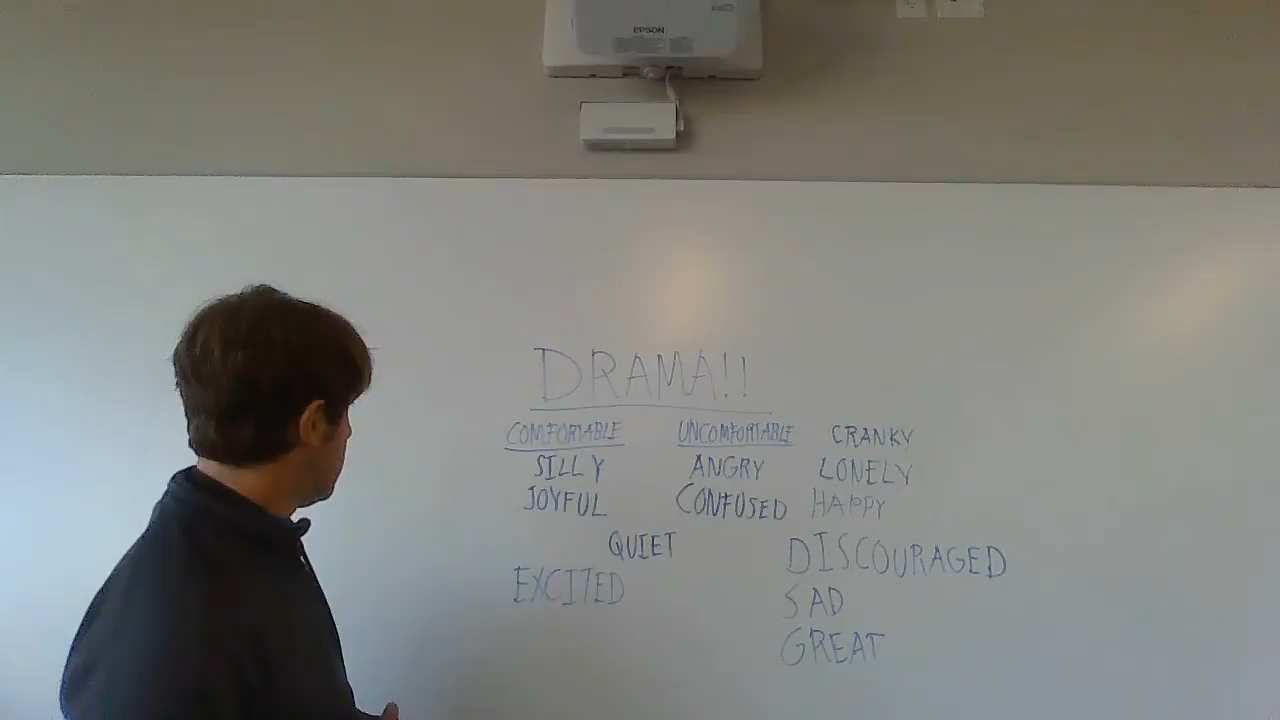 EPSON
DRAMA!!
COMFORTABLE UNCOMFORTABLE CRANKY
SILLY ANGRY LONELY
JOYFUL CONFUSED HAPPY
QUIET DISCOURAGED
EXCITED SAD
GREAT